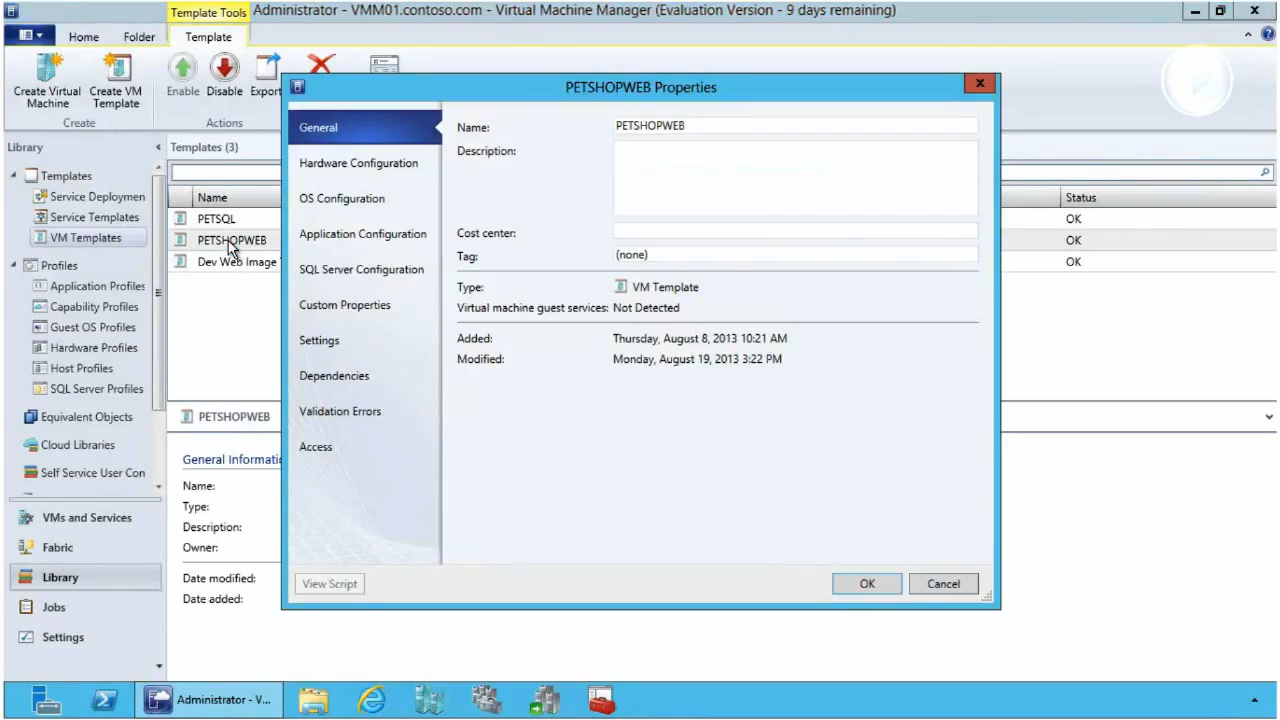 Template Tools
Administrator - VMM01.contoso.com - Virtual Machine Manager (Evaluation Version - 9 days remaining)
Home
Folder
Template
Create Virtual Machine
Create VM Template
Enable
Disable
Export
Create
Actions
Library
Templates
Service Deploymen
Service Templates
VM Templates
Profiles
Application Profiles
Capability Profiles
Guest OS Profiles
Hardware Profiles
Host Profiles
SQL Server Profiles
Equivalent Objects
Cloud Libraries
Self Service User Con
VMs and Services
Fabric
Library
Jobs
Settings
Templates (3)
Name
Status
PETSQL
OK
PETSHOPWEB
OK
Dev Web Image
OK
PETSHOPWEB
General Informati
Name:
Type:
Description:
Owner:
Date modified:
Date added:
PETSHOPWEB Properties
General
Hardware Configuration
OS Configuration
Application Configuration
SQL Server Configuration
Custom Properties
Settings
Dependencies
Validation Errors
Access
Name: PETSHOPWEB
Description:
Cost center:
Tag: (none)
Type: VM Template
Virtual machine guest services: Not Detected
Added: Thursday, August 8, 2013 10:21 AM
Modified: Monday, August 19, 2013 3:22 PM
View Script
OK
Cancel
Administrator - V...